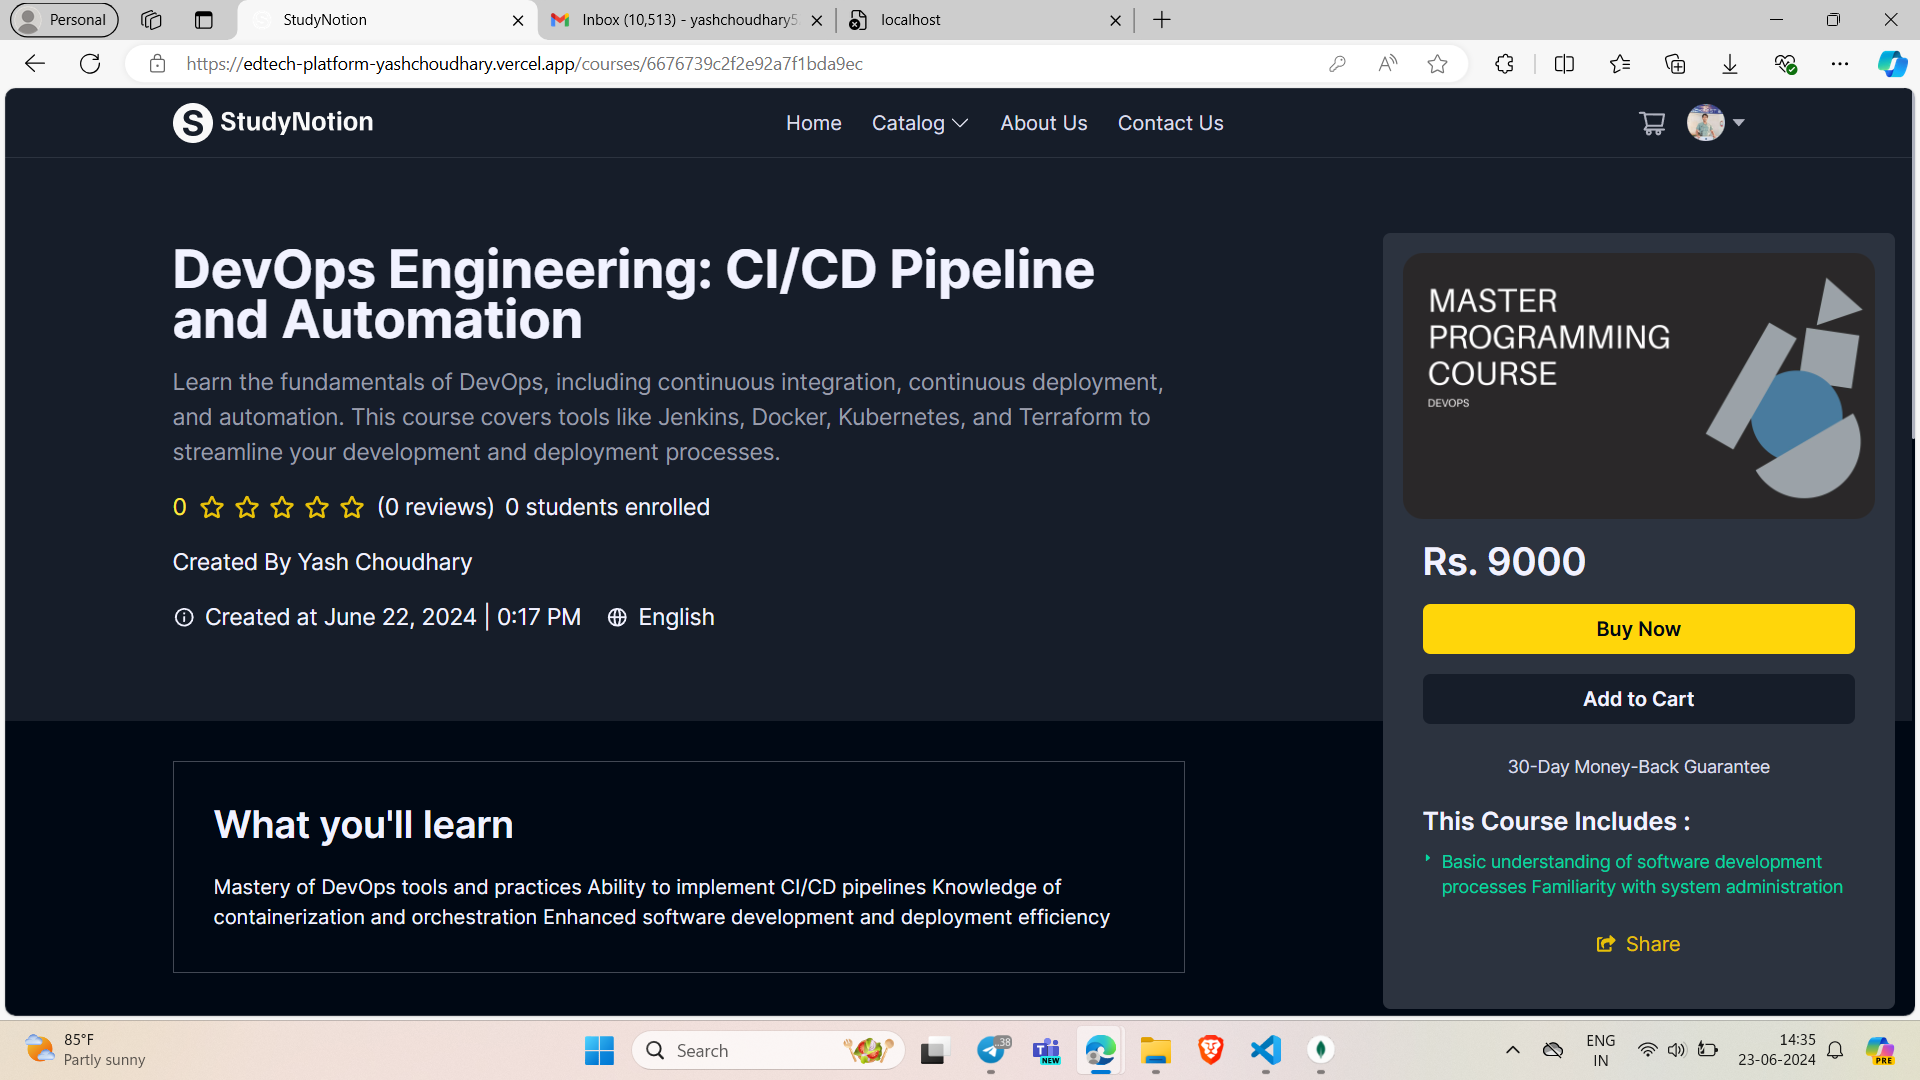 Personal
StudyNotion
Inbox (10,513) - yashchoudhary5
localhost
https://edtech-platform-yashchoudhary.vercel.app/courses/6676739c2f2e92a7f1bda9ec
StudyNotion
Home
Catalog
About Us
Contact Us
DevOps Engineering: CI/CD Pipeline
and Automation
Learn the fundamentals of DevOps, including continuous integration, continuous deployment,
and automation. This course covers tools like Jenkins, Docker, Kubernetes, and Terraform to
streamline your development and deployment processes.
0 (0 reviews) 0 students enrolled
Created By Yash Choudhary
Created at June 22, 2024 | 0:17 PM English
What you'll learn
Mastery of DevOps tools and practices Ability to implement CI/CD pipelines Knowledge of
containerization and orchestration Enhanced software development and deployment efficiency
MASTER
PROGRAMMING
COURSE
DEVOPS
Rs. 9000
Buy Now
Add to Cart
30-Day Money-Back Guarantee
This Course Includes :
Basic understanding of software development
processes Familiarity with system administration
Share
85°F
Partly sunny
Search
..38
NEW
ENG
IN
14:35
23-06-2024
PRE